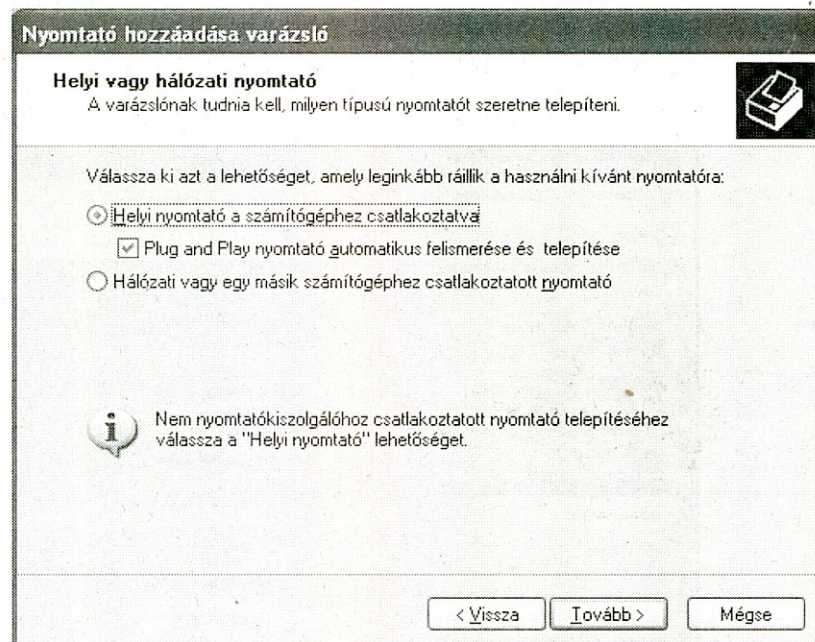 Nyomtató hozzáadása varázsló
Helyi vagy hálózati nyomtató
A varázslónak tudnia kell, milyen típusú nyomtatót szeretne telepíteni.
Válassza ki azt a lehetőséget, amely leginkább ráillik a használni kívánt nyomtatóra:
Helyi nyomtató a számítógéphez csatlakoztatva
Plug and Play nyomtató automatikus felismerése és telepítése
Hálózati vagy egy másik számítógéphez csatlakoztatott nyomtató
Nem nyomtatókiszolgálóhoz csatlakoztatott nyomtató telepítéséhez
válassza a "Helyi nyomtató" lehetőséget.
< Vissza Tovább > Mégse